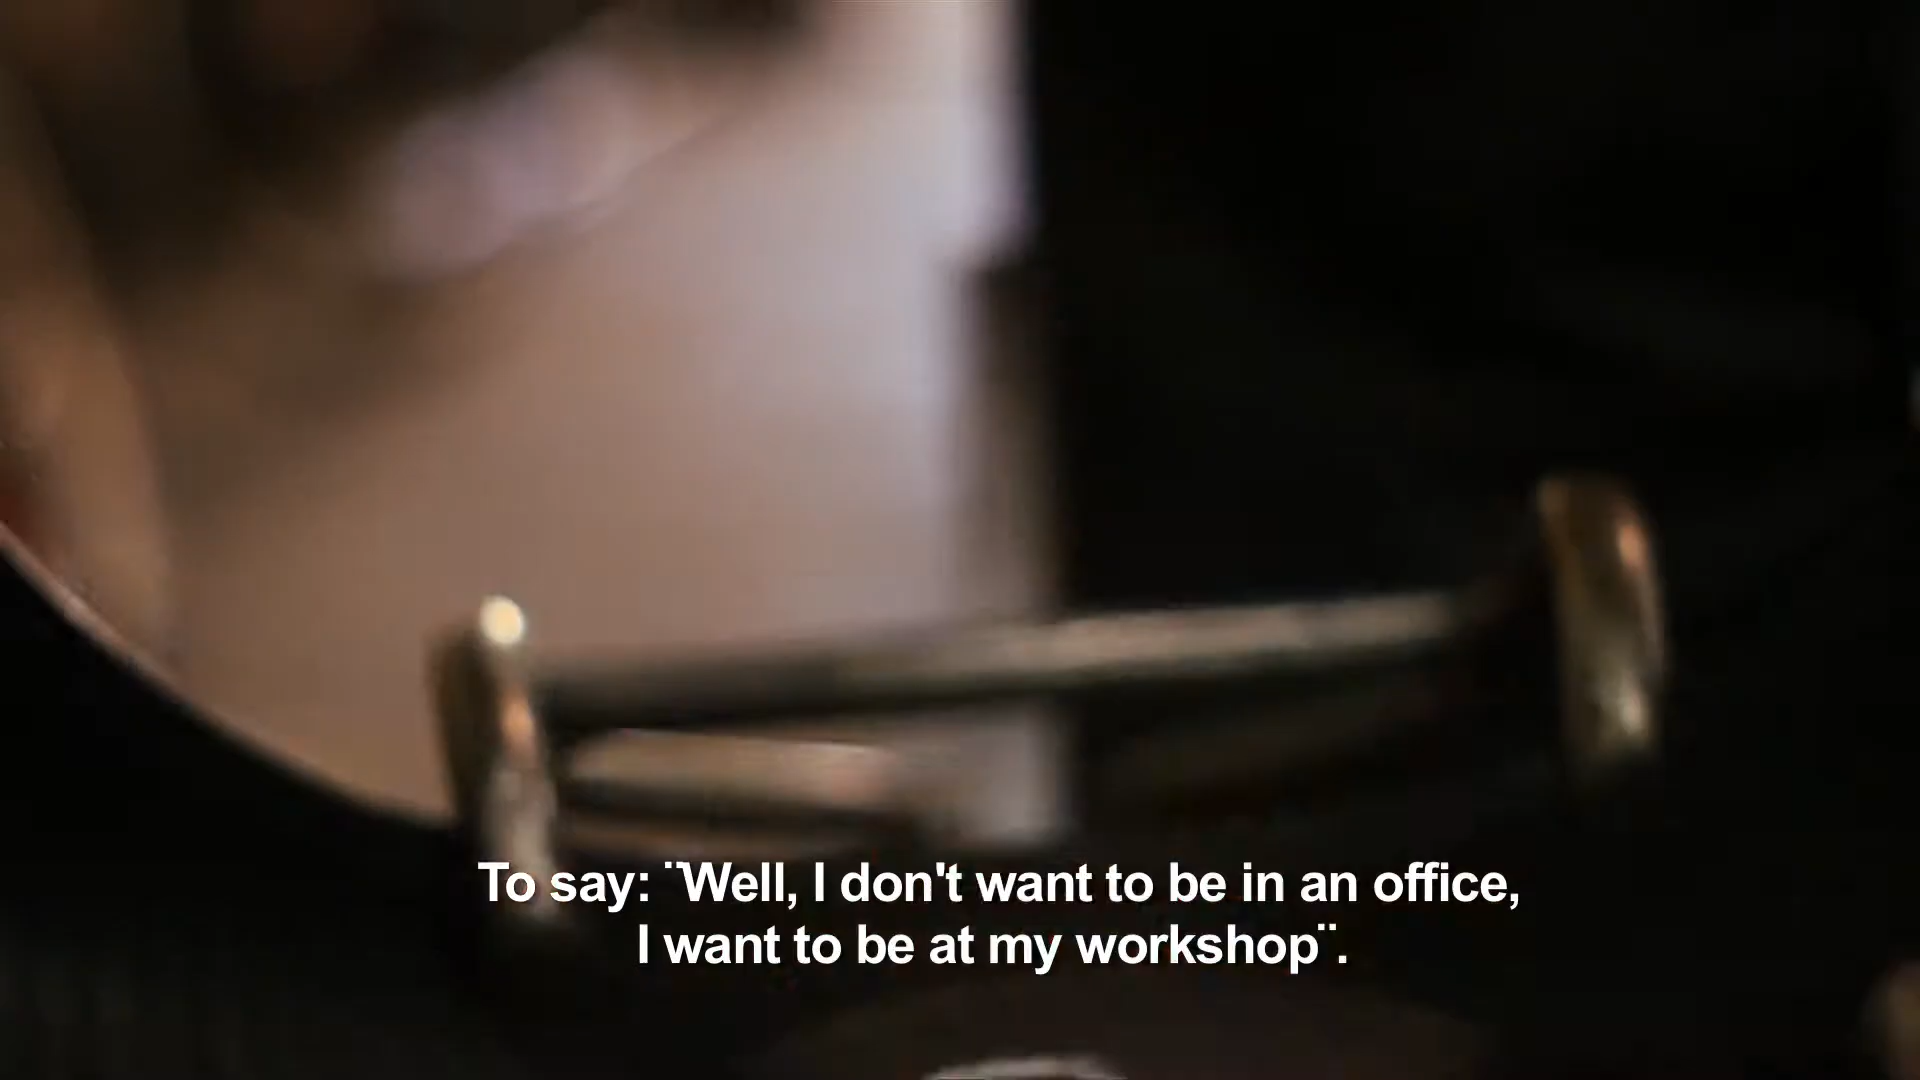 To say: ¨Well, I don't want to be in an office,
I want to be at my workshop¨.